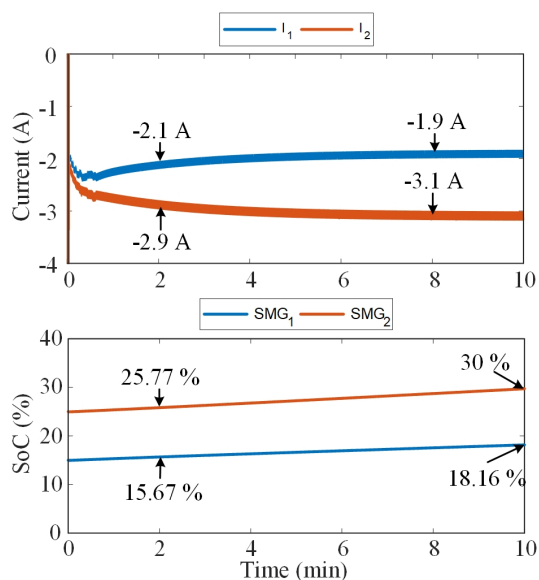 I1 I2
0
-1
-2
-3
-4
Current (A)
-2.1 A
-1.9 A
-2.9 A
-3.1 A
0 2 4 6 8 10
SMG1 SMG2
40
30
20
10
0
SoC (%)
25.77 %
30 %
15.67 %
18.16 %
0 2 4 6 8 10
Time (min)